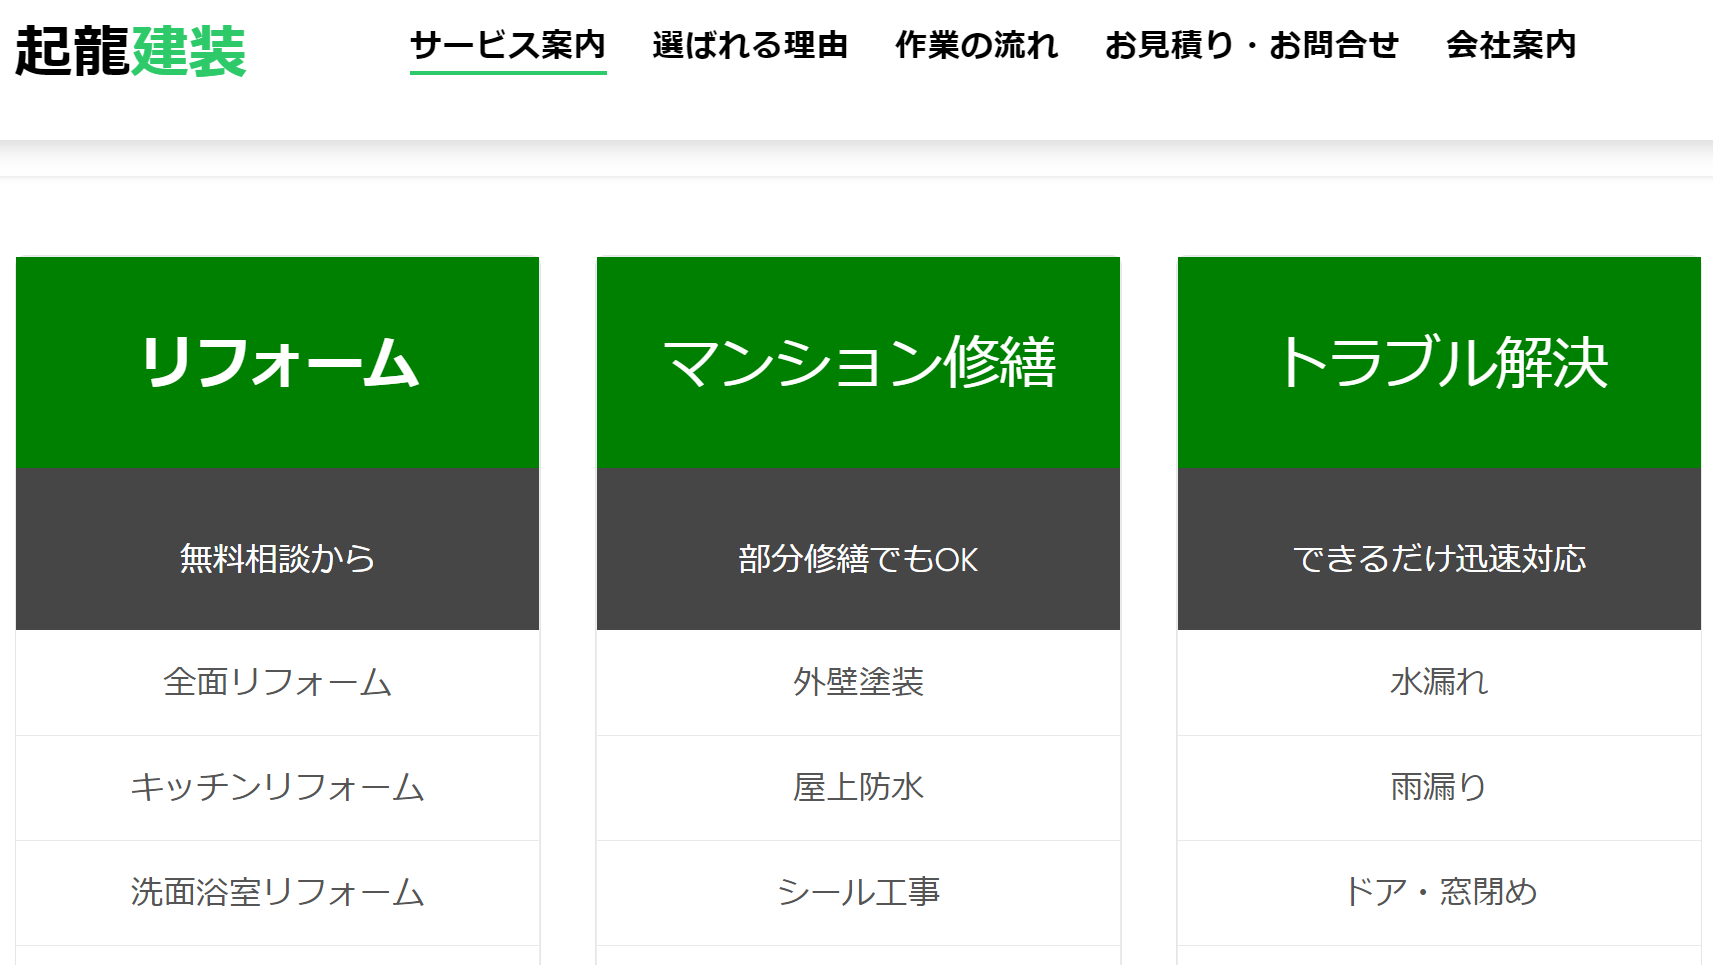 起龍建装
サービス案内 選ばれる理由 作業の流れ お見積り・お問合せ 会社案内
リフォーム
無料相談から
全面リフォーム
キッチンリフォーム
洗面浴室リフォーム
マンション修繕
部分修繕でもOK
外壁塗装
屋上防水
シール工事
トラブル解決
できるだけ迅速対応
水漏れ
雨漏り
ドア・窓閉め